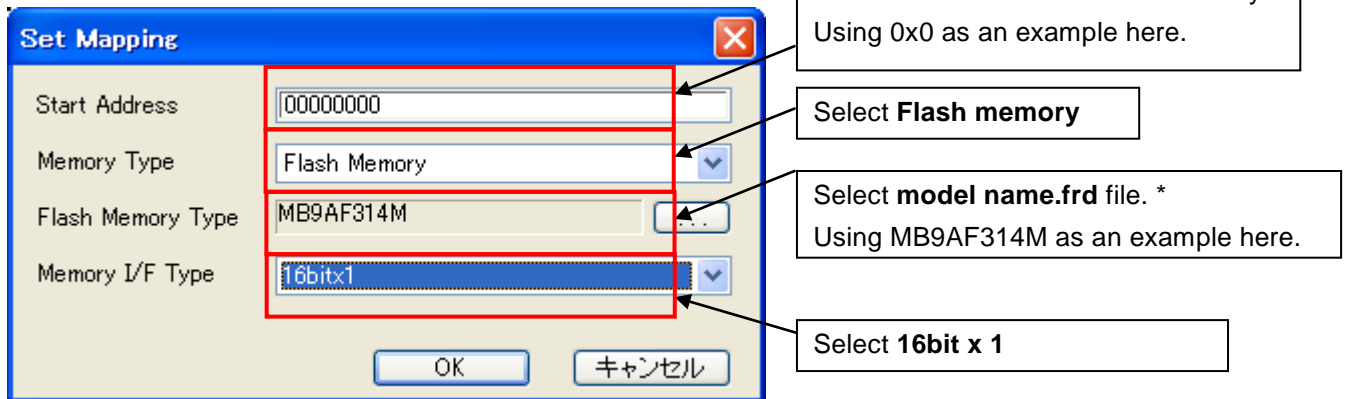 Set Mapping
Using 0x0 as an example here.
Start Address
00000000
Select Flash memory
Memory Type
Flash Memory
Select model name.frd file. *
Using MB9AF314M as an example here.
Flash Memory Type
MB9AF314M
...
Memory I/F Type
16bitx1
Select 16bit x 1
OK
キャンセル